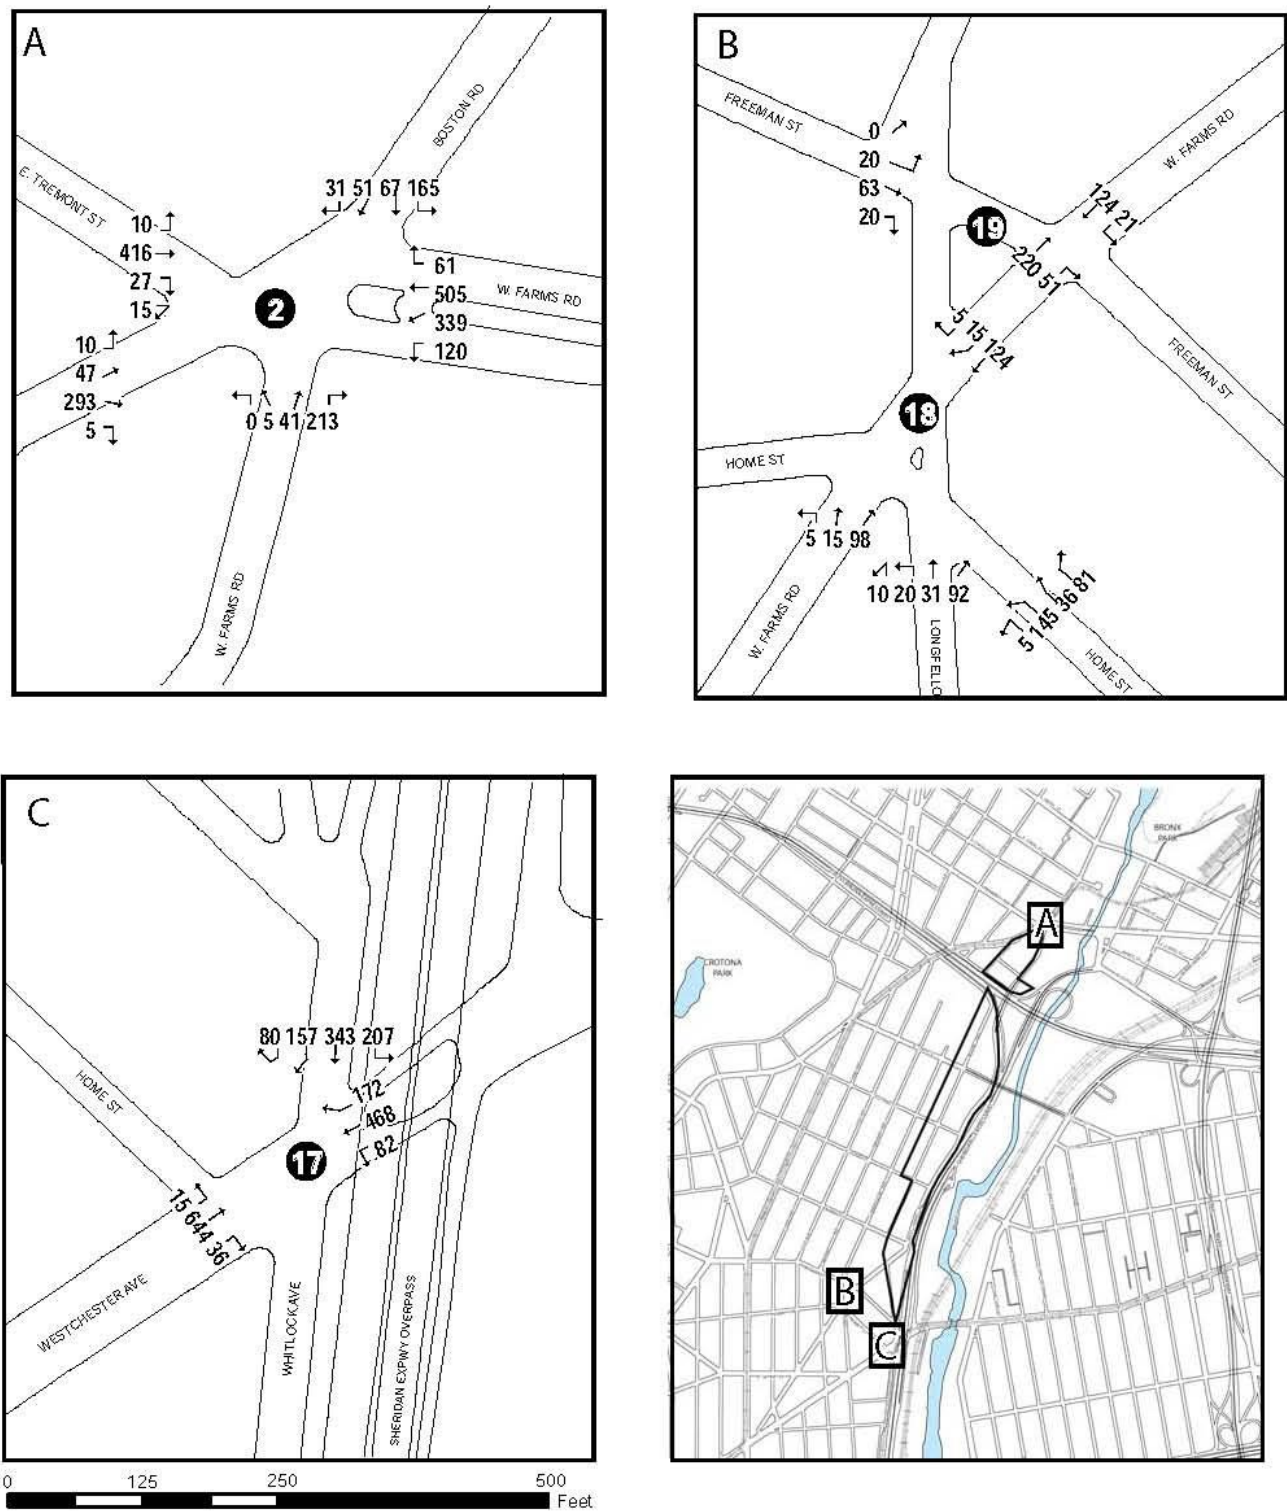 A
BOSTON RD
E. TREMONT ST
31 51 67 165
10
416
27
15
61
505
339
120
W. FARMS RD
2
10
47
293
5
0 5 41 213
W. FARMS RD
B
FREEMAN ST
W. FARMS RD
0
20
63
20
124 21
19
220 51
5 15 124
FREEMAN ST
18
HOME ST
5 15 98
10 20 31 92
5 145 36 81
W. FARMS RD
LONGFELLO
HOME ST
C
80 157 343 207
HOME ST
172
468
82
17
15 644 36
WESTCHESTER AVE
WHITLOCK AVE
SHERIDAN EXPWY OVERPASS
0 125 250 500
Feet
BRONX
PARK
A
CROTONA
PARK
B
C